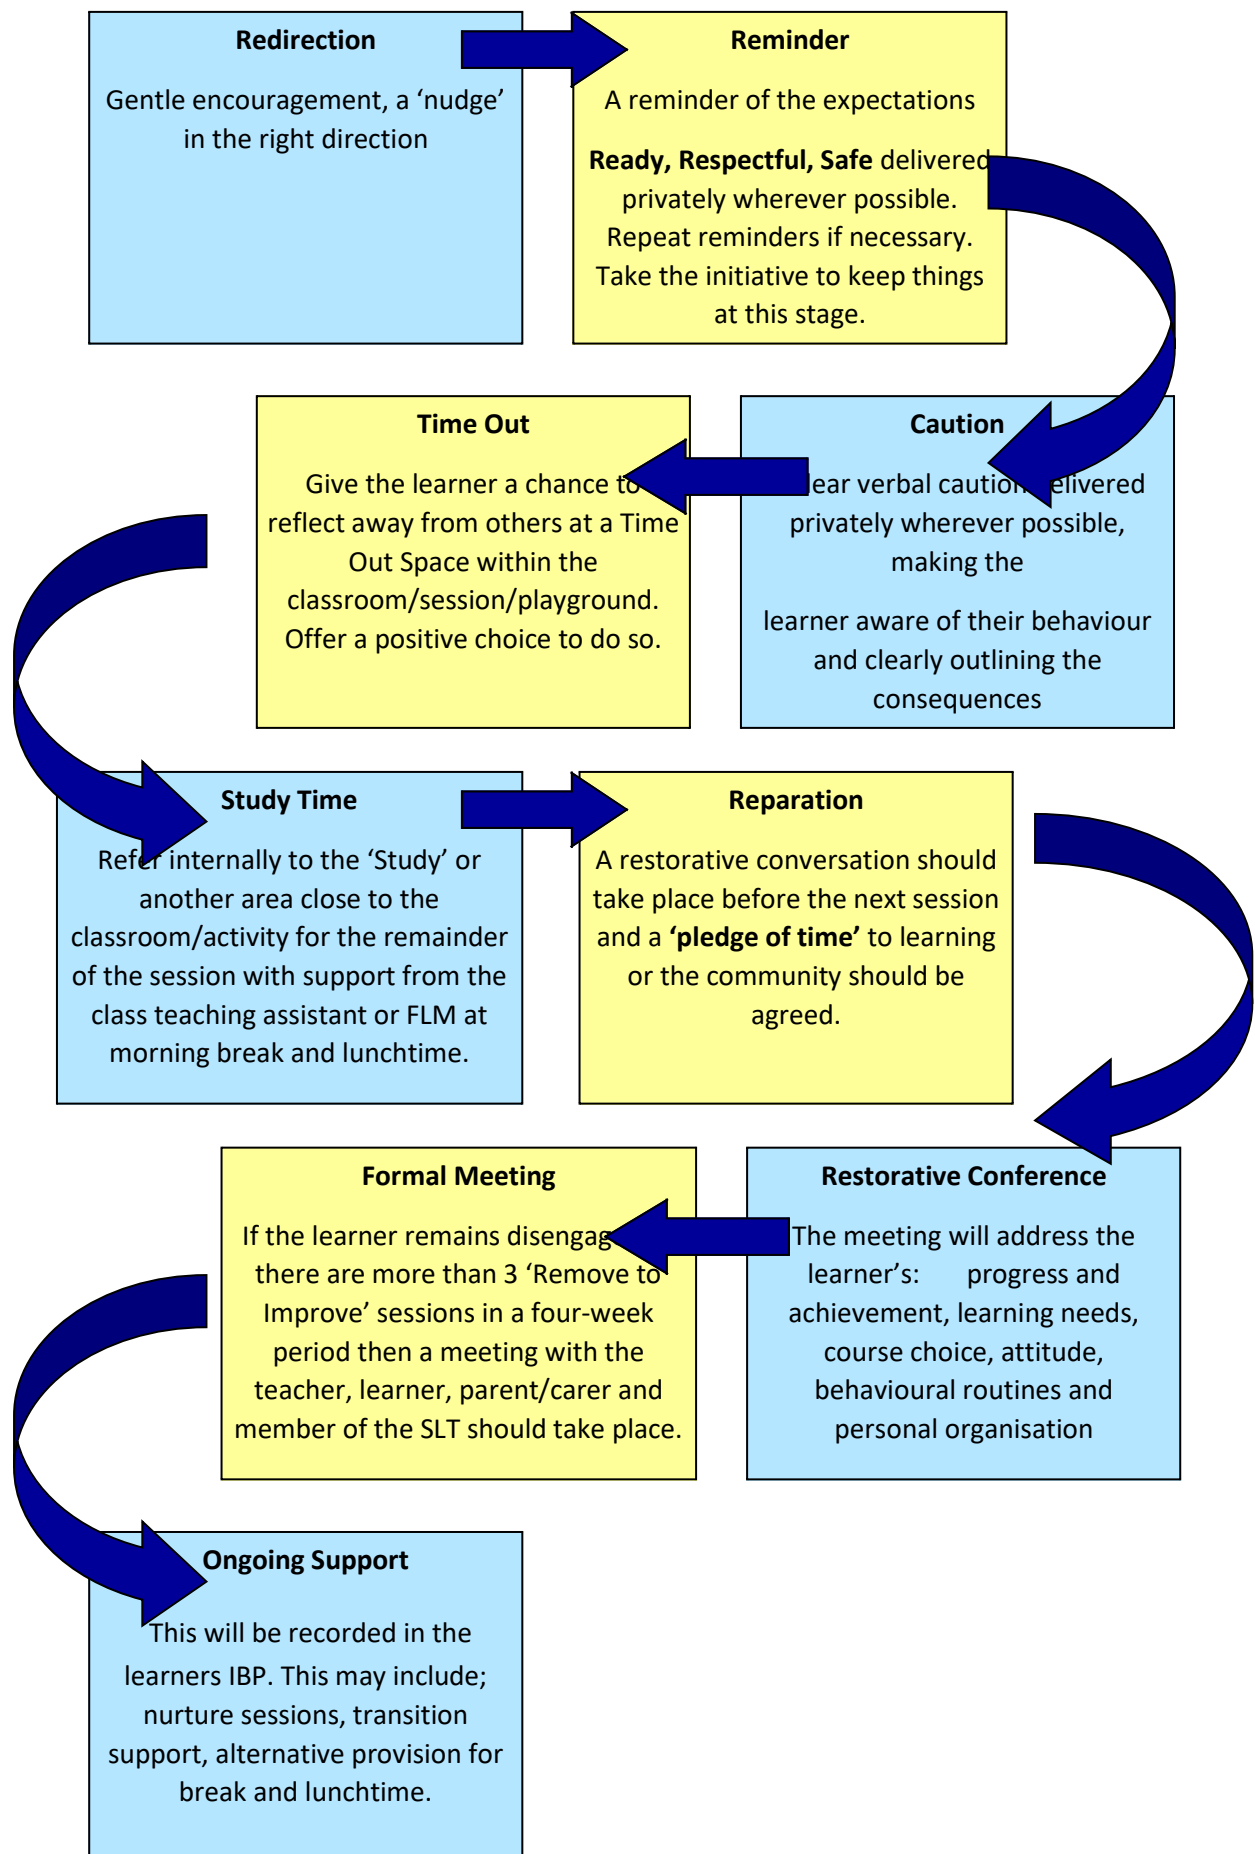 Redirection
Gentle encouragement, a ‘nudge’
in the right direction
Reminder
A reminder of the expectations
Ready, Respectful, Safe delivered
privately wherever possible.
Repeat reminders if necessary.
Take the initiative to keep things
at this stage.
Caution
lear verbal caution elivered
privately wherever possible,
making the
learner aware of their behaviour
and clearly outlining the
consequences
Time Out
Give the learner a chance to
reflect away from others at a Time
Out Space within the
classroom/session/playground.
Offer a positive choice to do so.
Study Time
Refer internally to the ‘Study’ or
another area close to the
classroom/activity for the remainder
of the session with support from the
class teaching assistant or FLM at
morning break and lunchtime.
Reparation
A restorative conversation should
take place before the next session
and a ‘pledge of time’ to learning
or the community should be
agreed.
Restorative Conference
The meeting will address the
learner’s: progress and
achievement, learning needs,
course choice, attitude,
behavioural routines and
personal organisation
Formal Meeting
If the learner remains disengag
there are more than 3 ‘Remove to
Improve’ sessions in a four-week
period then a meeting with the
teacher, learner, parent/carer and
member of the SLT should take place.
Ongoing Support
This will be recorded in the
learners IBP. This may include;
nurture sessions, transition
support, alternative provision for
break and lunchtime.